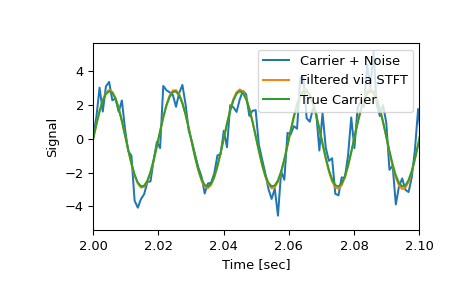 Carrier + Noise
Filtered via STFT
True Carrier
Signal
4
2
0
−2
−4
2.00 2.02 2.04 2.06 2.08 2.10
Time [sec]